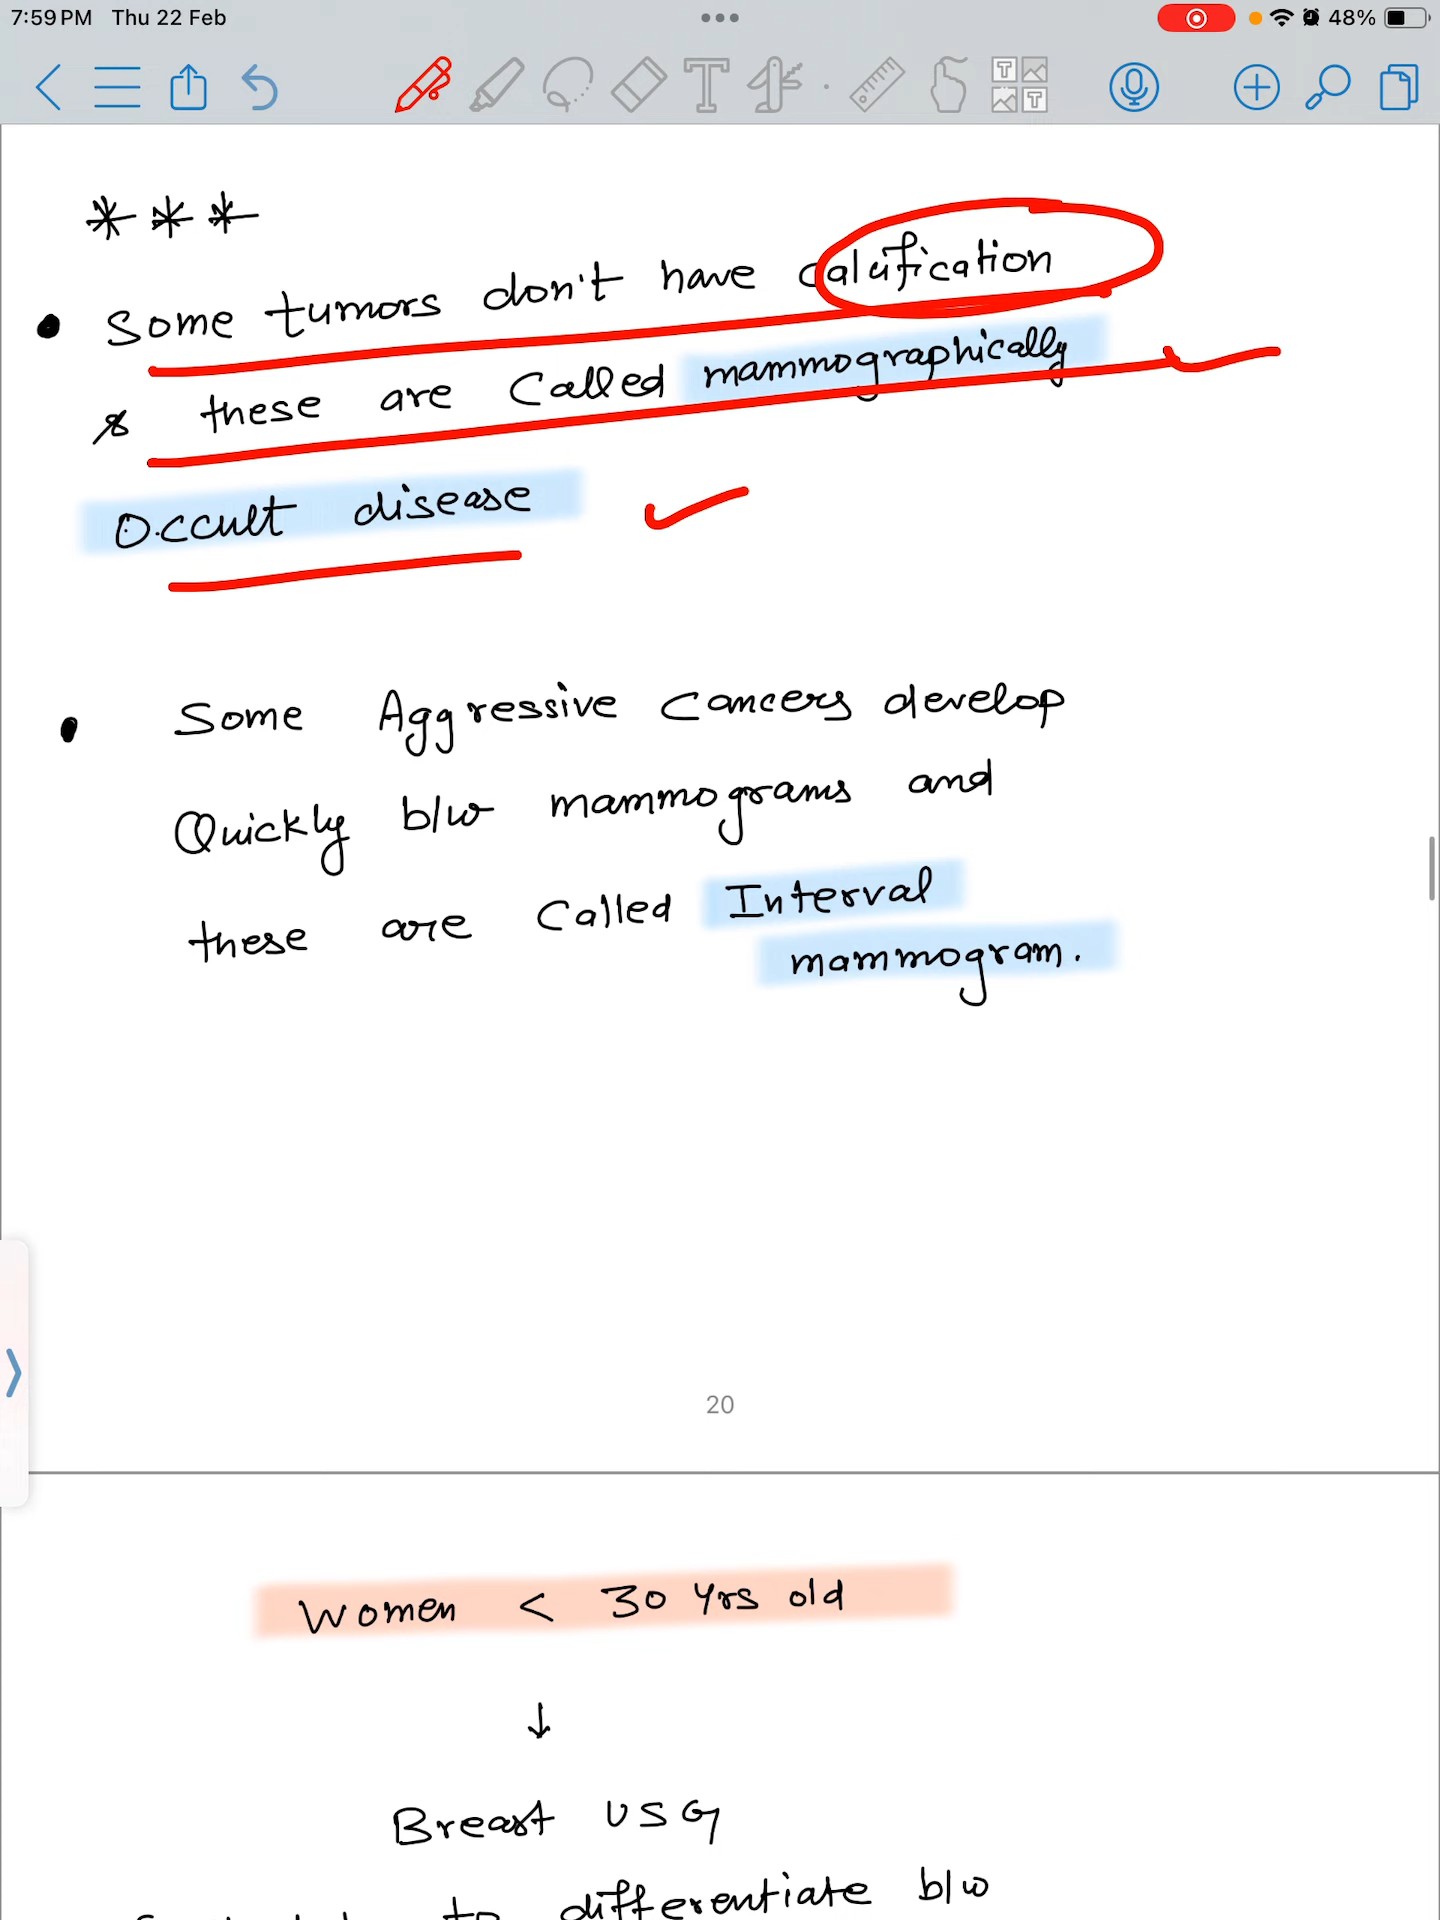 7:59 PM Thu 22 Feb
48%
T
T
T
* * *
• Some tumors don't have calcification
& these are Called mammographically
Occult disease
• Some Aggressive Cancers develop
Quickly b/w mammograms and
these are Called Interval
mammogram.
20
Women < 30 yrs old
↓
Breast USG
to differentiate b/w